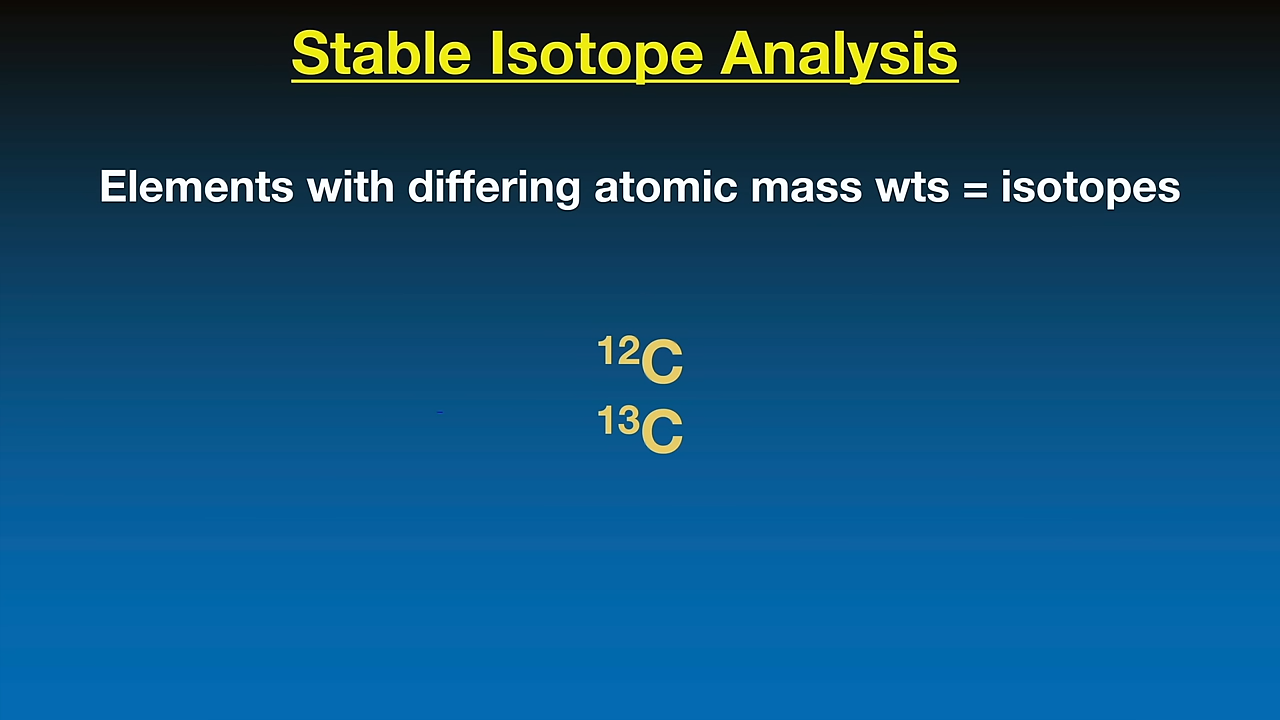 Stable Isotope Analysis
Elements with differing atomic mass wts = isotopes
¹²C
¹³C